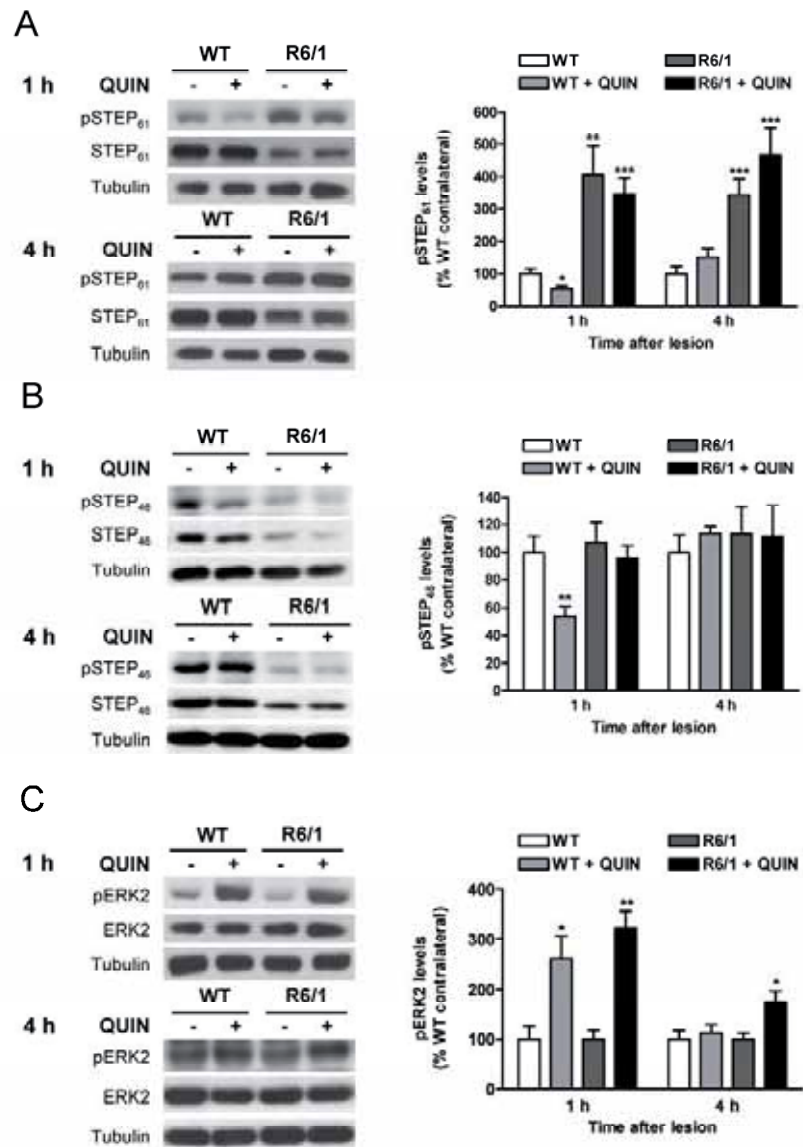 A
WT R6/1
1 h QUIN - + - +
pSTEP61
STEP61
Tubulin
WT R6/1
4 h QUIN - + - +
pSTEP61
STEP61
Tubulin
WT R6/1
WT + QUIN R6/1 + QUIN
pSTEP61 levels
(% WT contralateral)
600
500
400
300
200
100
0
* ** *** *** ***
1 h 4 h
Time after lesion
B
WT R6/1
1 h QUIN - + - +
pSTEP46
STEP46
Tubulin
WT R6/1
4 h QUIN - + - +
pSTEP46
STEP46
Tubulin
WT R6/1
WT + QUIN R6/1 + QUIN
pSTEP46 levels
(% WT contralateral)
140
120
100
80
60
40
20
0
**
1 h 4 h
Time after lesion
C
WT R6/1
1 h QUIN - + - +
pERK2
ERK2
Tubulin
WT R6/1
4 h QUIN - + - +
pERK2
ERK2
Tubulin
WT R6/1
WT + QUIN R6/1 + QUIN
pERK2 levels
(% WT contralateral)
400
300
200
100
0
* ** *
1 h 4 h
Time after lesion